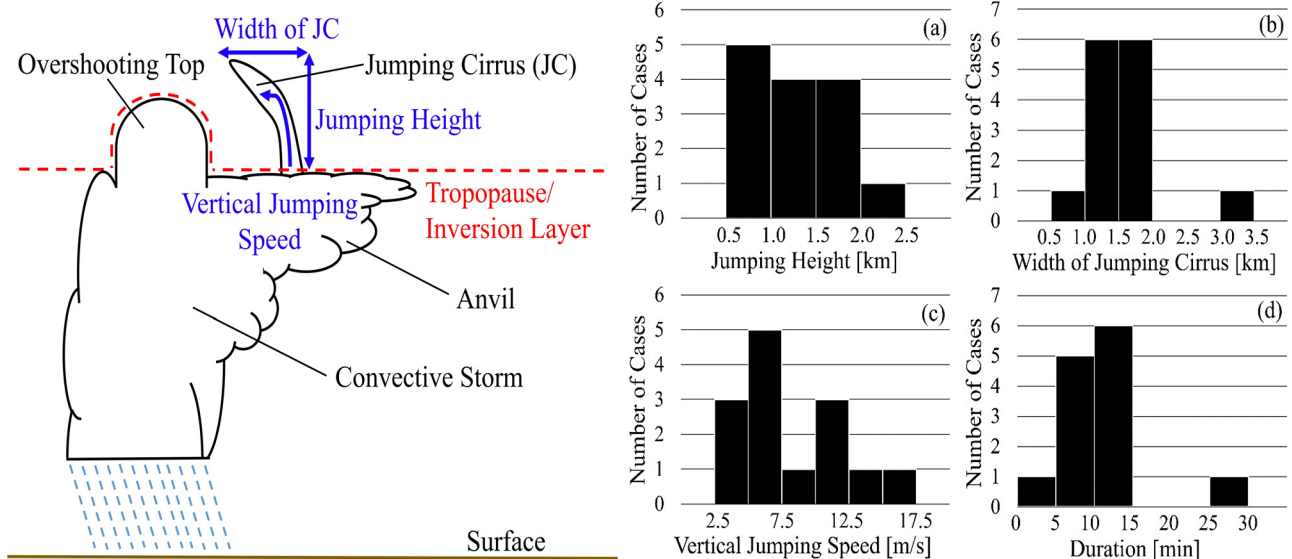 Width of JC
Overshooting Top
Jumping Cirrus (JC)
Jumping Height
Vertical Jumping
Speed
Tropopause/
Inversion Layer
Anvil
Convective Storm
Surface
(a)
Number of Cases
6
5
4
3
2
1
0
0.5 1.0 1.5 2.0 2.5
Jumping Height [km]
(b)
Number of Cases
7
6
5
4
3
2
1
0
0.5 1.0 1.5 2.0 2.5 3.0 3.5
Width of Jumping Cirrus [km]
(c)
Number of Cases
6
5
4
3
2
1
0
2.5 7.5 12.5 17.5
Vertical Jumping Speed [m/s]
(d)
Number of Cases
7
6
5
4
3
2
1
0
0 5 10 15 20 25 30
Duration [min]